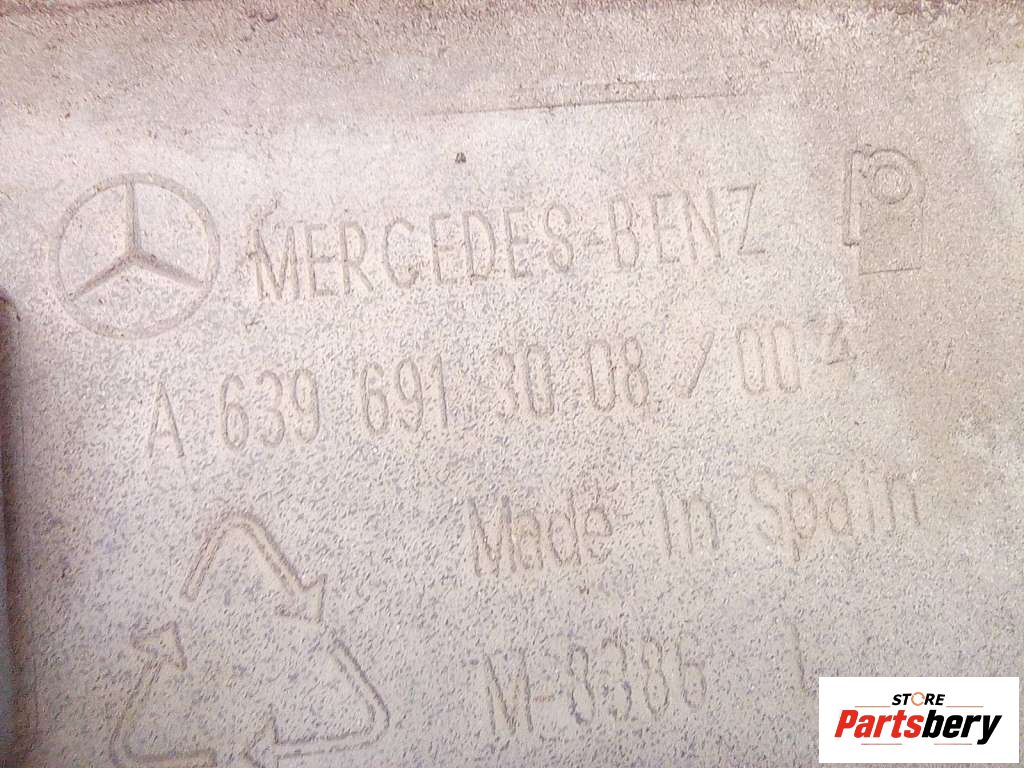 MERCEDES-BENZ
A 639 691 30 08 / 004
Made In Spain
M-8386
STORE
Partsbery